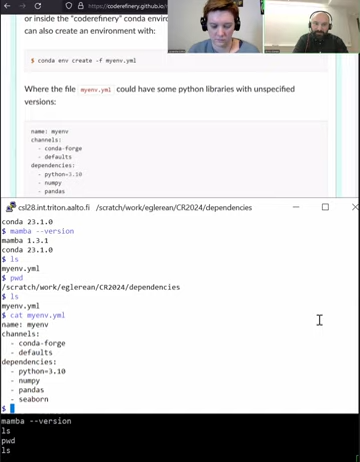 https://coderefinery.github.io/
or inside the "coderefinery" conda envir
can also create an environment with:
$ conda env create -f myenv.yml
Where the file myenv.yml could have some python libraries with unspecified
versions:
name: myenv
channels:
- conda-forge
- defaults
dependencies:
- python=3.10
- numpy
- pandas
csl28.int.triton.aalto.fi /scratch/work/eglerean/CR2024/dependencies
conda 23.1.0
$ mamba --version
mamba 1.3.1
conda 23.1.0
$ ls
myenv.yml
$ pwd
/scratch/work/eglerean/CR2024/dependencies
$ ls
myenv.yml
$ cat myenv.yml
name: myenv
channels:
- conda-forge
- defaults
dependencies:
- python=3.10
- numpy
- pandas
- seaborn
$
mamba --version
ls
pwd
ls